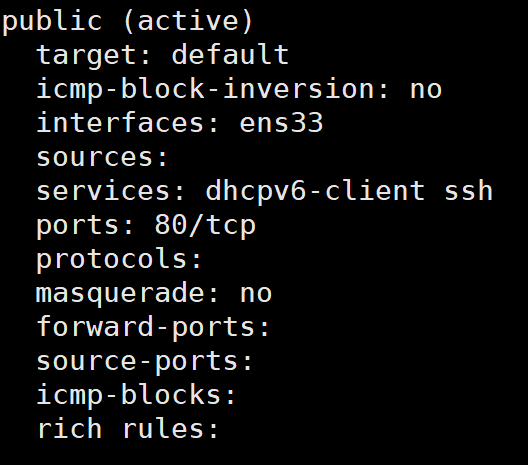 public (active)
  target: default
  icmp-block-inversion: no
  interfaces: ens33
  sources:
  services: dhcpv6-client ssh
  ports: 80/tcp
  protocols:
  masquerade: no
  forward-ports:
  source-ports:
  icmp-blocks:
  rich rules: